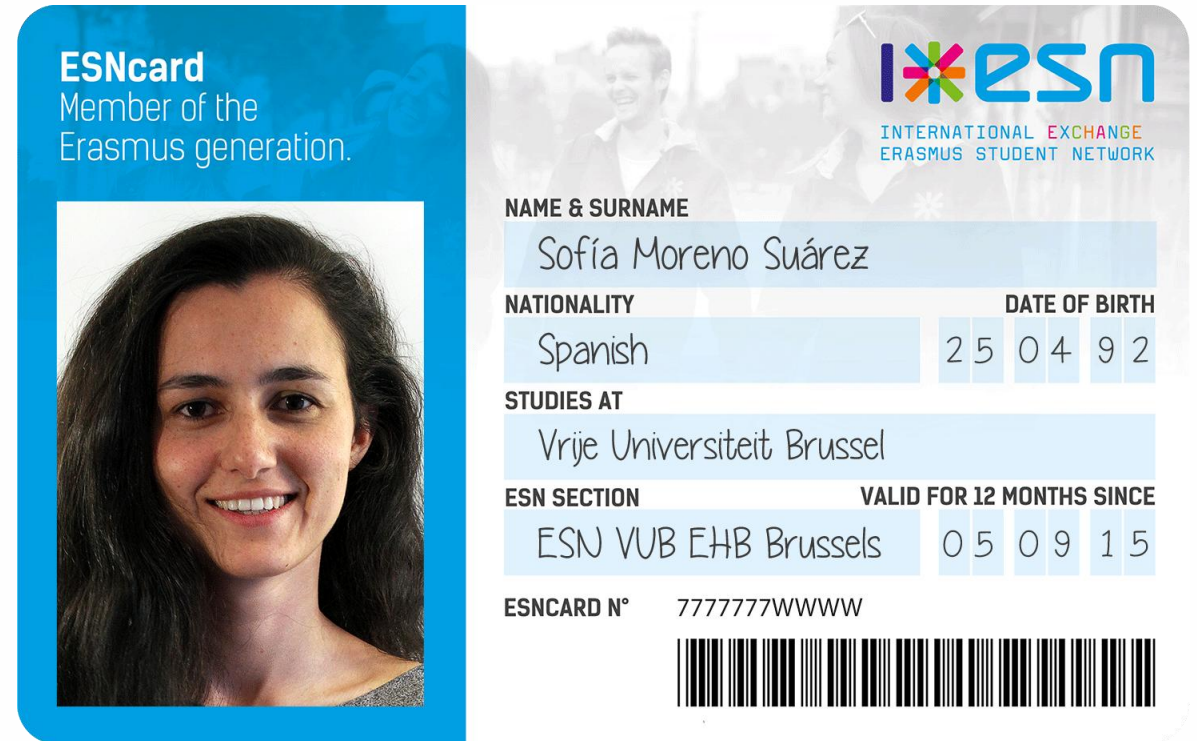 ESNcard
Member of the
Erasmus generation.
esn
INTERNATIONAL EXCHANGE
ERASMUS STUDENT NETWORK
NAME & SURNAME
Sofía Moreno Suárez
NATIONALITY DATE OF BIRTH
Spanish 25 04 92
STUDIES AT
Vrije Universiteit Brussel
ESN SECTION VALID FOR 12 MONTHS SINCE
ESN VUB EHB Brussels 05 09 15
ESNCARD N° 7777777WWWW